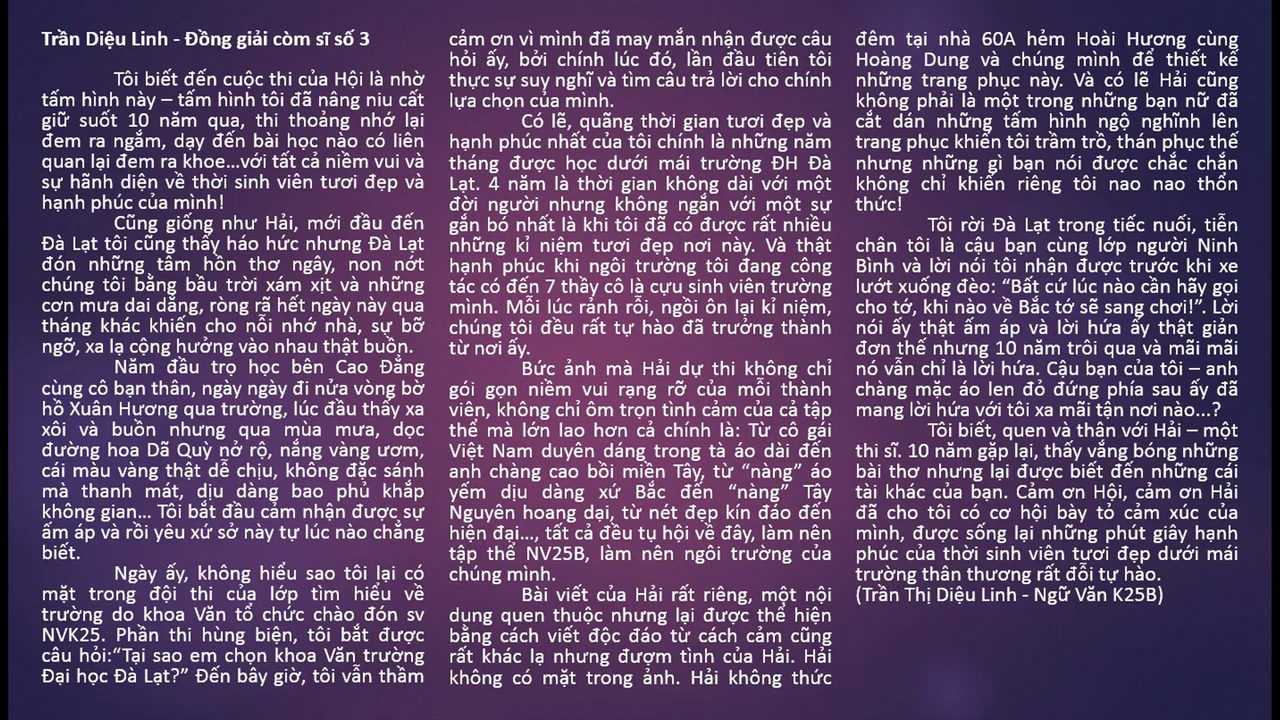 Trần Diệu Linh - Đồng giải còm sĩ số 3
Tôi biết đến cuộc thi của Hội là nhờ
tấm hình này – tấm hình tôi đã nâng niu cất
giữ suốt 10 năm qua, thi thoảng nhớ lại
đem ra ngắm, dạy đến bài học nào có liên
quan lại đem ra khoe...với tất cả niềm vui và
sự hãnh diện về thời sinh viên tươi đẹp và
hạnh phúc của mình!
Cũng giống như Hải, mới đầu đến
Đà Lạt tôi cũng thấy háo hức nhưng Đà Lạt
đón những tâm hồn thơ ngây, non nớt
chúng tôi bằng bầu trời xám xịt và những
cơn mưa dai dẳng, ròng rã hết ngày này qua
tháng khác khiến cho nỗi nhớ nhà, sự bỡ
ngỡ, xa lạ cộng hưởng vào nhau thật buồn.
Năm đầu trọ học bên Cao Đẳng
cùng cô bạn thân, ngày ngày đi nửa vòng bờ
hồ Xuân Hương qua trường, lúc đầu thấy xa
xôi và buồn nhưng qua mùa mưa, dọc
đường hoa Dã Quỳ nở rộ, nắng vàng ươm,
cái màu vàng thật dễ chịu, không đặc sánh
mà thanh mát, dịu dàng bao phủ khắp
không gian... Tôi bắt đầu cảm nhận được sự
ấm áp và rồi yêu xứ sở này tự lúc nào chẳng
biết.
Ngày ấy, không hiểu sao tôi lại có
mặt trong đội thi của lớp tìm hiểu về
trường do khoa Văn tổ chức chào đón sv
NVK25. Phần thi hùng biện, tôi bắt được
câu hỏi:“Tại sao em chọn khoa Văn trường
Đại học Đà Lạt?” Đến bây giờ, tôi vẫn thầm
cảm ơn vì mình đã may mắn nhận được câu
hỏi ấy, bởi chính lúc đó, lần đầu tiên tôi
thực sự suy nghĩ và tìm câu trả lời cho chính
lựa chọn của mình.
Có lẽ, quãng thời gian tươi đẹp và
hạnh phúc nhất của tôi chính là những năm
tháng được học dưới mái trường ĐH Đà
Lạt. 4 năm là thời gian không dài với một
đời người nhưng không ngắn với một sự
gắn bó nhất là khi tôi đã có được rất nhiều
những kỉ niệm tươi đẹp nơi này. Và thật
hạnh phúc khi ngôi trường tôi đang công
tác có đến 7 thầy cô là cựu sinh viên trường
mình. Mỗi lúc rảnh rỗi, ngồi ôn lại kỉ niệm,
chúng tôi đều rất tự hào đã trưởng thành
từ nơi ấy.
Bức ảnh mà Hải dự thi không chỉ
gói gọn niềm vui rạng rỡ của mỗi thành
viên, không chỉ ôm trọn tình cảm của cả tập
thể mà lớn lao hơn cả chính là: Từ cô gái
Việt Nam duyên dáng trong tà áo dài đến
anh chàng cao bồi miền Tây, từ “nàng” áo
yếm dịu dàng xứ Bắc đến “nàng” Tây
Nguyên hoang dại, từ nét đẹp kín đáo đến
hiện đại..., tất cả đều tụ hội về đây, làm nên
tập thể NV25B, làm nên ngôi trường của
chúng mình.
Bài viết của Hải rất riêng, một nội
dung quen thuộc nhưng lại được thể hiện
bằng cách viết độc đáo từ cách cảm cũng
rất khác lạ nhưng đượm tình của Hải. Hải
không có mặt trong ảnh. Hải không thức
đêm tại nhà 60A hẻm Hoài Hương cùng
Hoàng Dung và chúng mình để thiết kế
những trang phục này. Và có lẽ Hải cũng
không phải là một trong những bạn nữ đã
cắt dán những tấm hình ngộ nghĩnh lên
trang phục khiến tôi trầm trồ, thán phục thế
nhưng những gì bạn nói được chắc chắn
không chỉ khiến riêng tôi nao nao thổn
thức!
Tôi rời Đà Lạt trong tiếc nuối, tiễn
chân tôi là cậu bạn cùng lớp người Ninh
Bình và lời nói tôi nhận được trước khi xe
lướt xuống đèo: “Bất cứ lúc nào cần hãy gọi
cho tớ, khi nào về Bắc tớ sẽ sang chơi!”. Lời
nói ấy thật ấm áp và lời hứa ấy thật giản
đơn thế nhưng 10 năm trôi qua và mãi mãi
nó vẫn chỉ là lời hứa. Cậu bạn của tôi – anh
chàng mặc áo len đỏ đứng phía sau ấy đã
mang lời hứa với tôi xa mãi tận nơi nào...?
Tôi biết, quen và thân với Hải – một
thi sĩ. 10 năm gặp lại, thấy vắng bóng những
bài thơ nhưng lại được biết đến những cái
tài khác của bạn. Cảm ơn Hội, cảm ơn Hải
đã cho tôi có cơ hội bày tỏ cảm xúc của
mình, được sống lại những phút giây hạnh
phúc của thời sinh viên tươi đẹp dưới mái
trường thân thương rất đỗi tự hào.
(Trần Thị Diệu Linh - Ngữ Văn K25B)